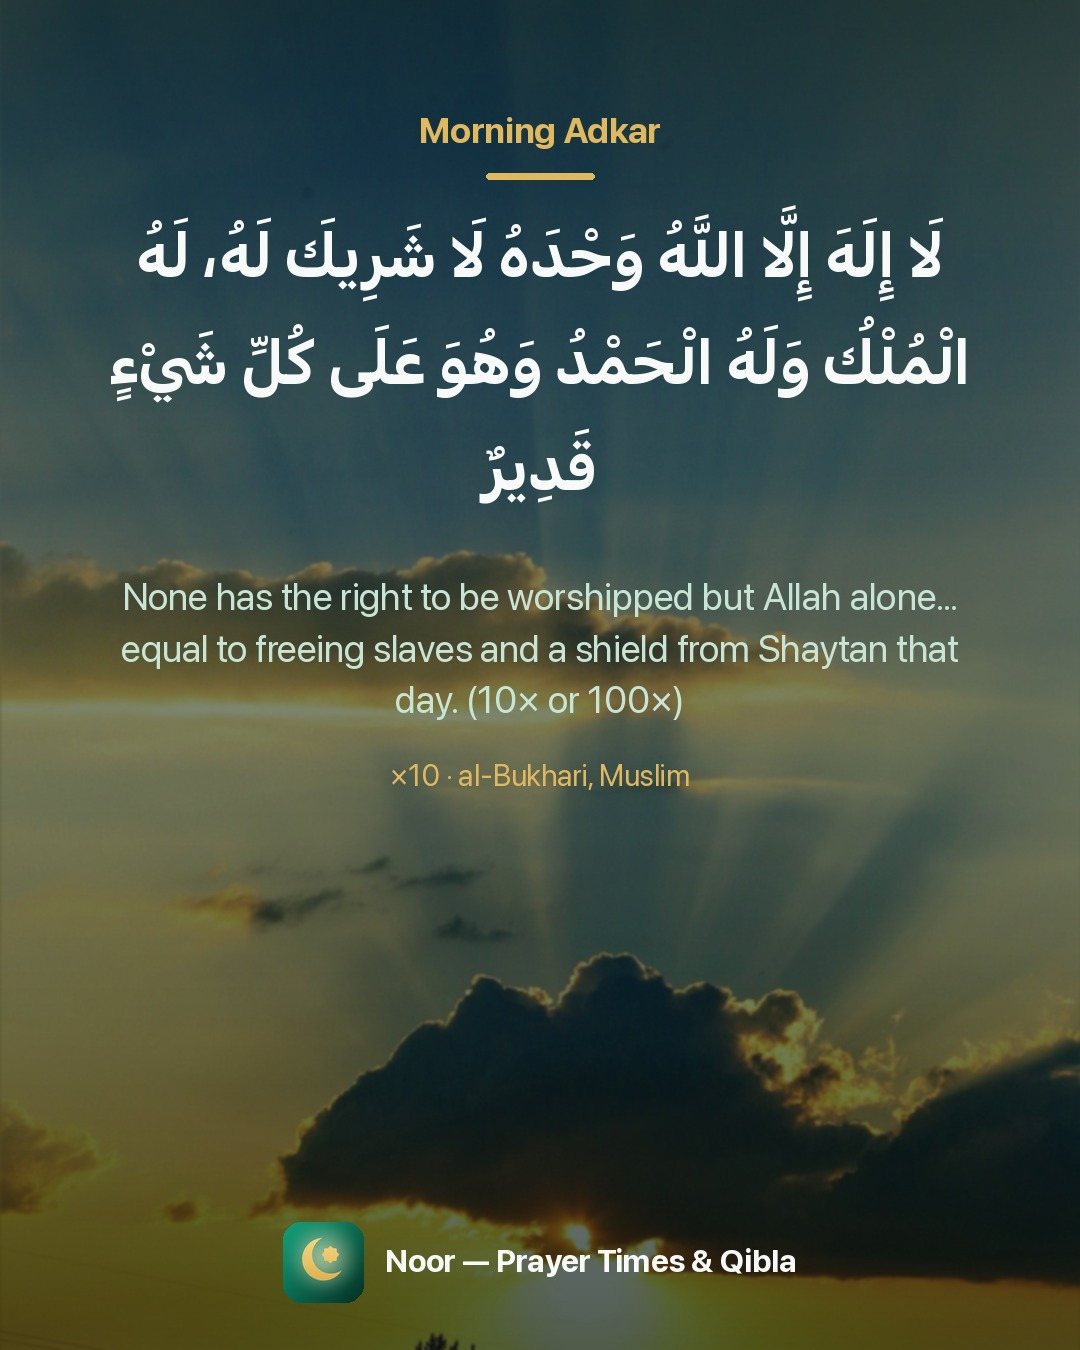 Morning Adkar
لَا إِلَهَ إِلَّا اللَّهُ وَحْدَهُ لَا شَرِيكَ لَهُ، لَهُ
الْمُلْكُ وَلَهُ الْحَمْدُ وَهُوَ عَلَى كُلِّ شَيْءٍ
قَدِيرٌ
None has the right to be worshipped but Allah alone...
equal to freeing slaves and a shield from Shaytan that
day. (10× or 100×)
×10 · al-Bukhari, Muslim
Noor — Prayer Times & Qibla